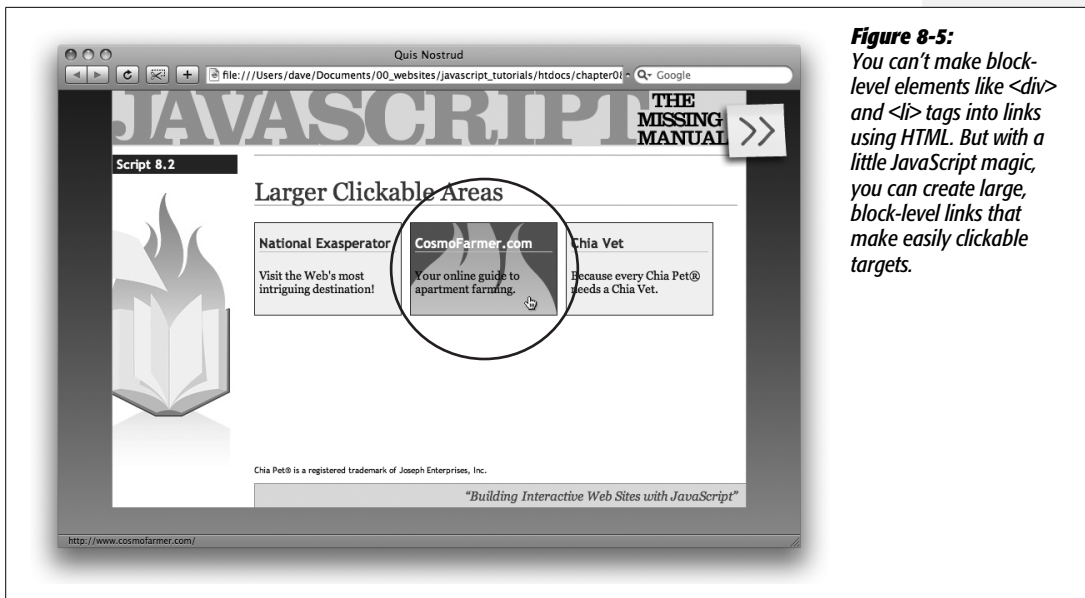 Quis Nostrud
file:///Users/dave/Documents/00_websites/javascript_tutorials/htdocs/chapter08
Google
JAVASCRIPT
THE
MISSING
MANUAL
>>
Script 8.2
Larger Clickable Areas
National Exasperator
Visit the Web's most
intriguing destination!
CosmoFarmer.com
Your online guide to
apartment farming.
Chia Vet
Because every Chia Pet®
needs a Chia Vet.
Chia Pet® is a registered trademark of Joseph Enterprises, Inc.
“Building Interactive Web Sites with JavaScript”
http://www.cosmofarmer.com/
Figure 8-5:
You can’t make block-
level elements like <div>
and <li> tags into links
using HTML. But with a
little JavaScript magic,
you can create large,
block-level links that
make easily clickable
targets.